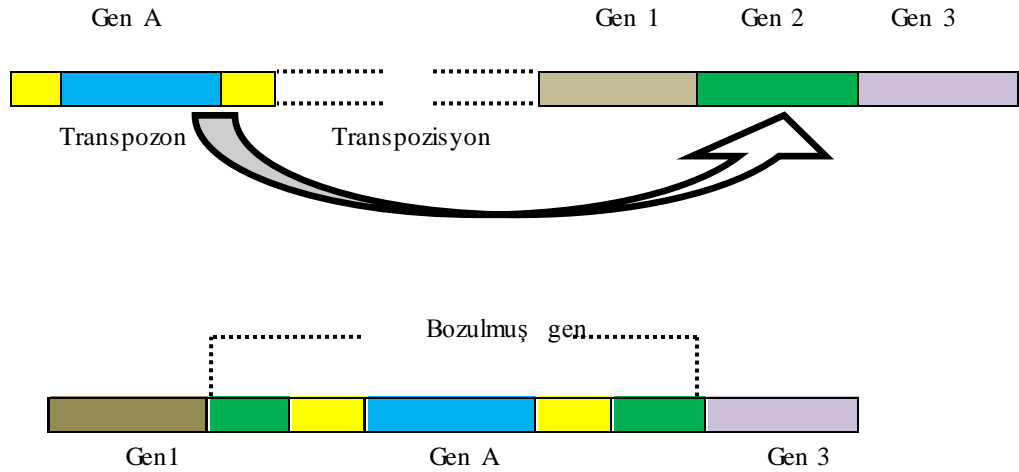 Gen A Gen 1 Gen 2 Gen 3
Transpozon Transpozisyon
Bozulmuş gen
Gen1 Gen A Gen 3